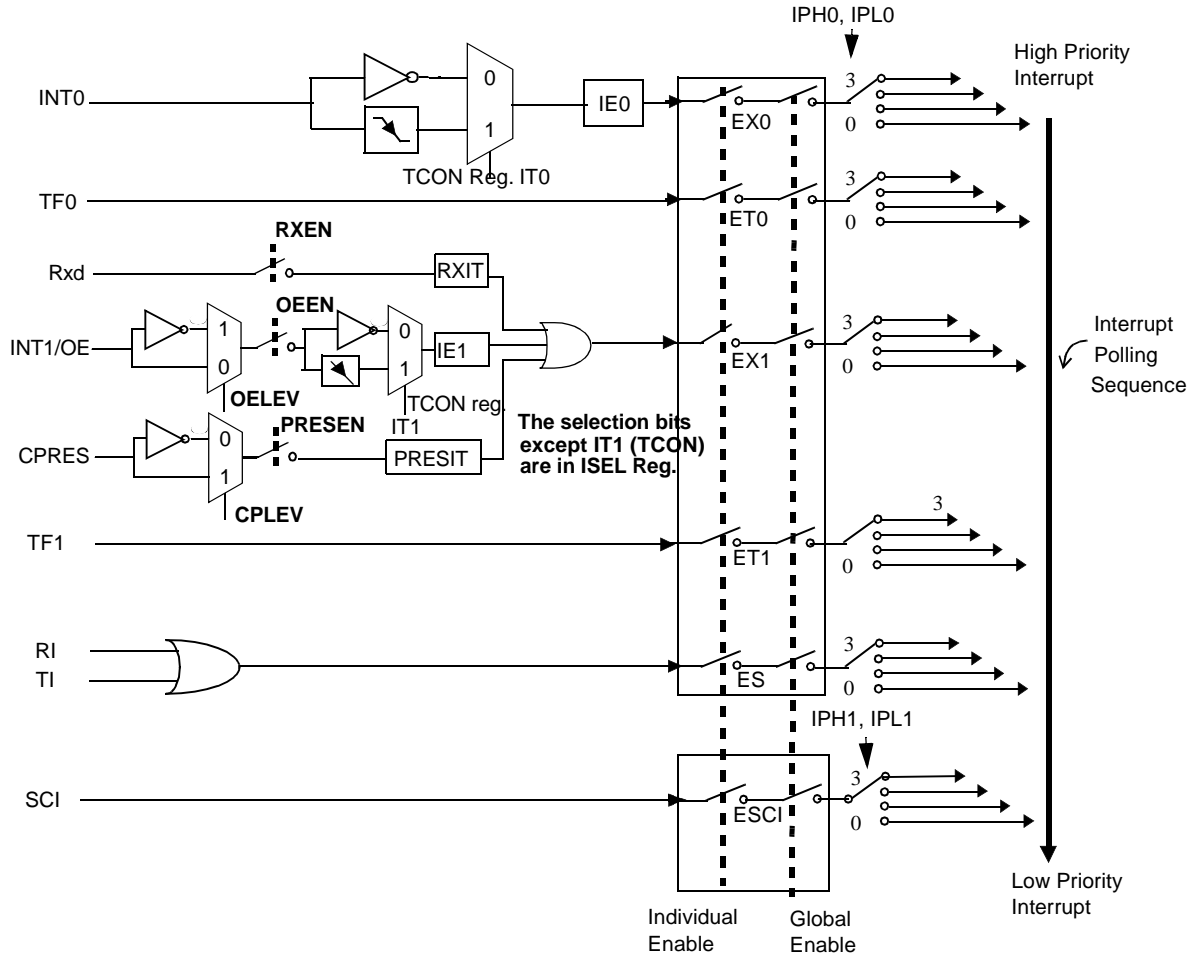 IPH0, IPL0
High Priority
Interrupt
INT0
0
1
IE0
EX0
3
0
TCON Reg. IT0
TF0
ET0
3
0
RXEN
Rxd
RXIT
OEEN
INT1/OE
1
0
0
1
IE1
EX1
3
0
Interrupt
Polling
Sequence
OELEV
TCON reg.
IT1
PRESEN
CPRES
0
1
PRESIT
The selection bits
except IT1 (TCON)
are in ISEL Reg.
CPLEV
TF1
ET1
3
0
RI
TI
ES
3
0
IPH1, IPL1
SCI
ESCI
3
0
Low Priority
Interrupt
Individual
Enable
Global
Enable